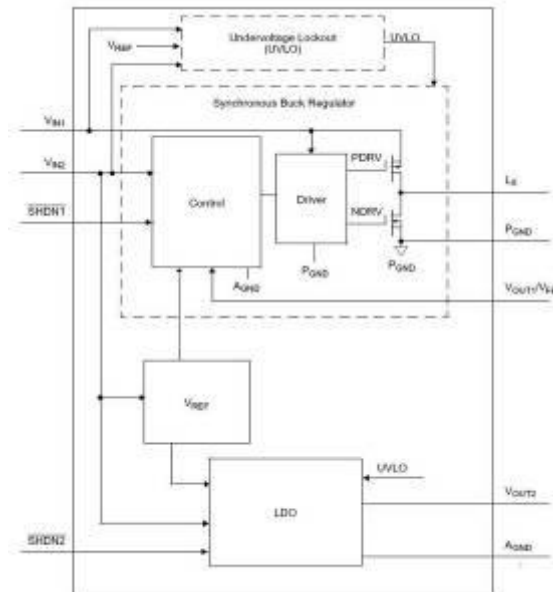 Undervoltage Lockout
(UVLO)
UVLO
VREF
Synchronous Buck Regulator
VIN1
VIN2
SHDN1
Control
Driver
PDRV
NDRV
LX
PGND
PGND
PGND
AGND
VOUT1/VF
VREF
UVLO
LDO
VOUT2
SHDN2
AGND